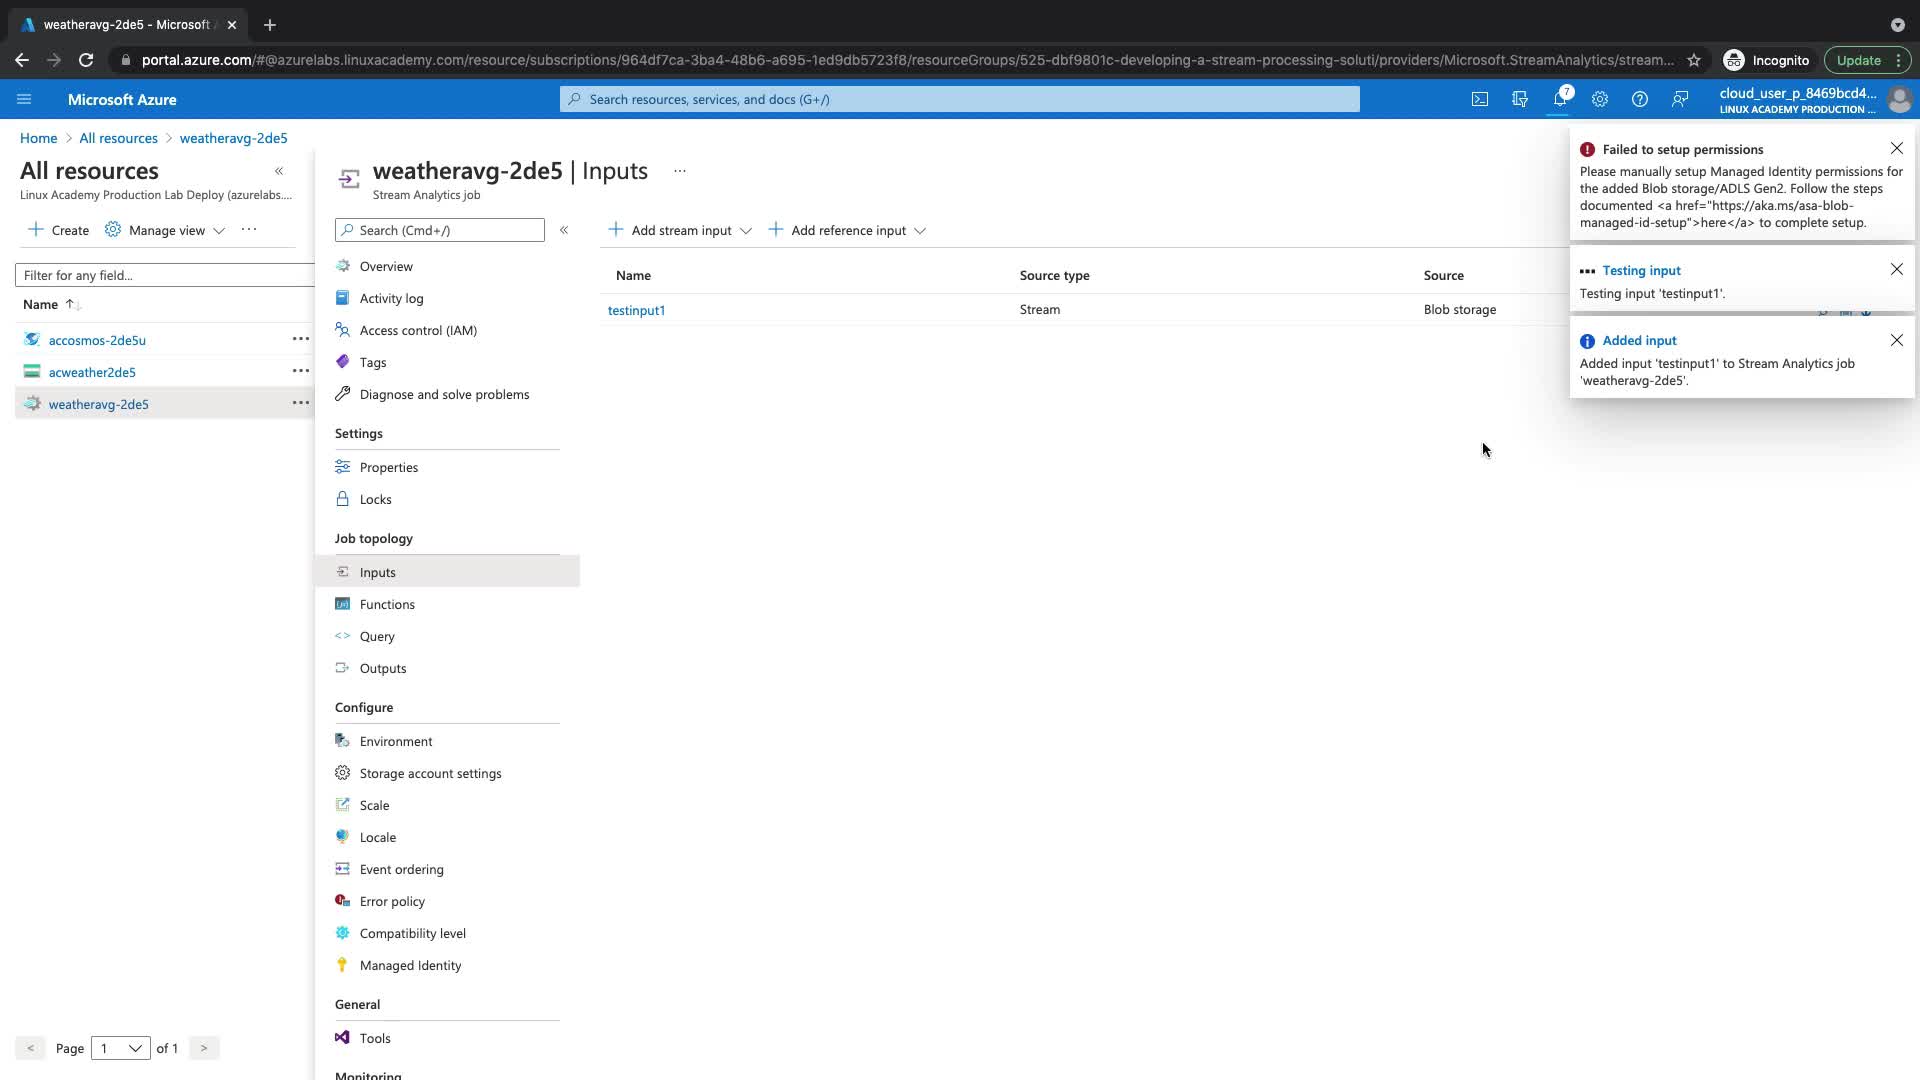 weatheravg-2de5 - Microsoft A
portal.azure.com/#@azurelabs.linuxacademy.com/resource/subscriptions/964df7ca-3ba4-48b6-a695-1ed9db5723f8/resourceGroups/525-dbf9801c-developing-a-stream-processing-soluti/providers/Microsoft.StreamAnalytics/stream...
Incognito
Update
Microsoft Azure
Search resources, services, and docs (G+/)
7
cloud_user_p_8469bcd4...
LINUX ACADEMY PRODUCTION ...
Home > All resources > weatheravg-2de5
All resources
Linux Academy Production Lab Deploy (azurelabs....
Create
Manage view
Filter for any field...
Name
accosmos-2de5u
acweather2de5
weatheravg-2de5
Page 1 of 1
weatheravg-2de5 | Inputs
Stream Analytics job
Search (Cmd+/)
Overview
Activity log
Access control (IAM)
Tags
Diagnose and solve problems
Settings
Properties
Locks
Job topology
Inputs
Functions
Query
Outputs
Configure
Environment
Storage account settings
Scale
Locale
Event ordering
Error policy
Compatibility level
Managed Identity
General
Tools
Monitoring
Add stream input
Add reference input
Name Source type Source
testinput1 Stream Blob storage
Failed to setup permissions
Please manually setup Managed Identity permissions for
the added Blob storage/ADLS Gen2. Follow the steps
documented <a href="https://aka.ms/asa-blob-
managed-id-setup">here</a> to complete setup.
Testing input
Testing input 'testinput1'.
Added input
Added input 'testinput1' to Stream Analytics job
'weatheravg-2de5'.